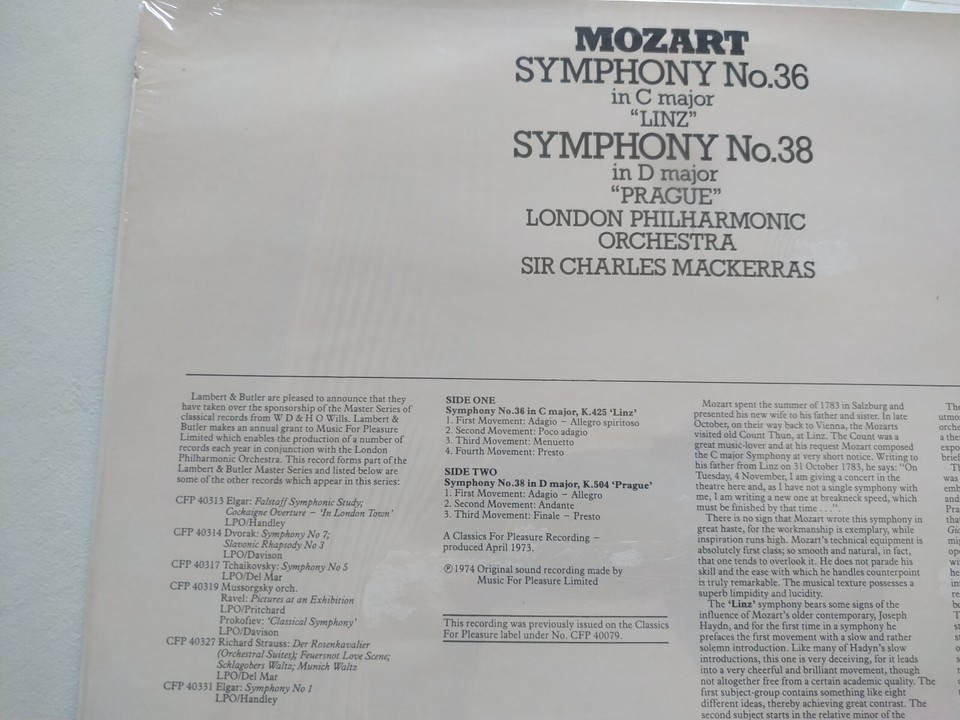 MOZART
SYMPHONY No.36
in C major
“LINZ”
SYMPHONY No.38
in D major
“PRAGUE”
LONDON PHILHARMONIC
ORCHESTRA
SIR CHARLES MACKERRAS
Lambert & Butler are pleased to announce that they
have taken over the sponsorship of the Master Series of
classical records from W D & H O Wills. Lambert &
Butler makes an annual grant to Music For Pleasure
Limited which enables the production of a number of
records each year in conjunction with the London
Philharmonic Orchestra. This record forms part of the
Lambert & Butler Master Series and listed below are
some of the other records which appear in this series:
CFP 40313 Elgar: Falstaff Symphonic Study;
Cockaigne Overture – ‘In London Town’
LPO/Handley
CFP 40314 Dvorak: Symphony No 7;
Slavonic Rhapsody No 3
LPO/Davison
CFP 40317 Tchaikovsky: Symphony No 5
LPO/Del Mar
CFP 40319 Mussorgsky orch.
Ravel: Pictures at an Exhibition
LPO/Pritchard
Prokofiev: ‘Classical Symphony’
LPO/Davison
CFP 40327 Richard Strauss: Der Rosenkavalier
(Orchestral Suites); Feuersnot Love Scene;
Schlagobers Waltz; Munich Waltz
LPO/Del Mar
CFP 40331 Elgar: Symphony No 1
LPO/Handley
SIDE ONE
Symphony No.36 in C major, K.425 ‘Linz’
1. First Movement: Adagio – Allegro spiritoso
2. Second Movement: Poco adagio
3. Third Movement: Menuetto
4. Fourth Movement: Presto
SIDE TWO
Symphony No.38 in D major, K.504 ‘Prague’
1. First Movement: Adagio – Allegro
2. Second Movement: Andante
3. Third Movement: Finale – Presto
A Classics For Pleasure Recording –
produced April 1973.
℗ 1974 Original sound recording made by
Music For Pleasure Limited
This recording was previously issued on the Classics
For Pleasure label under No. CFP 40079.
Mozart spent the summer of 1783 in Salzburg and
presented his new wife to his father and sister. In late
October, on their way back to Vienna, the Mozarts
visited old Count Thun, at Linz. The Count was a
great music-lover and at his request Mozart composed
the C major Symphony at very short notice. Writing to
his father from Linz on 31 October 1783, he says: “On
Tuesday, 4 November, I am giving a concert in the
theatre here and, as I have not a single symphony with
me, I am writing a new one at breakneck speed, which
must be finished by that time . . .”.
There is no sign that Mozart wrote this symphony in
great haste, for the workmanship is exemplary, while
inspiration runs high. Mozart’s technical equipment is
absolutely first class; so smooth and natural, in fact,
that one tends to overlook it. He does not parade his
skill and the ease with which he handles counterpoint
is truly remarkable. The musical texture possesses a
superb limpidity and lucidity.
The ‘Linz’ symphony bears some signs of the
influence of Mozart’s older contemporary, Joseph
Haydn, and for the first time in a symphony he
prefaces the first movement with a slow and rather
solemn introduction. Like many of Hadyn’s slow
introductions, this one is very deceiving, for it leads
into a very cheerful and brilliant movement, though
not altogether free from a certain academic quality. The
first subject-group contains something like eight
different ideas, thereby achieving great contrast. The
second subject starts in the relative minor of the